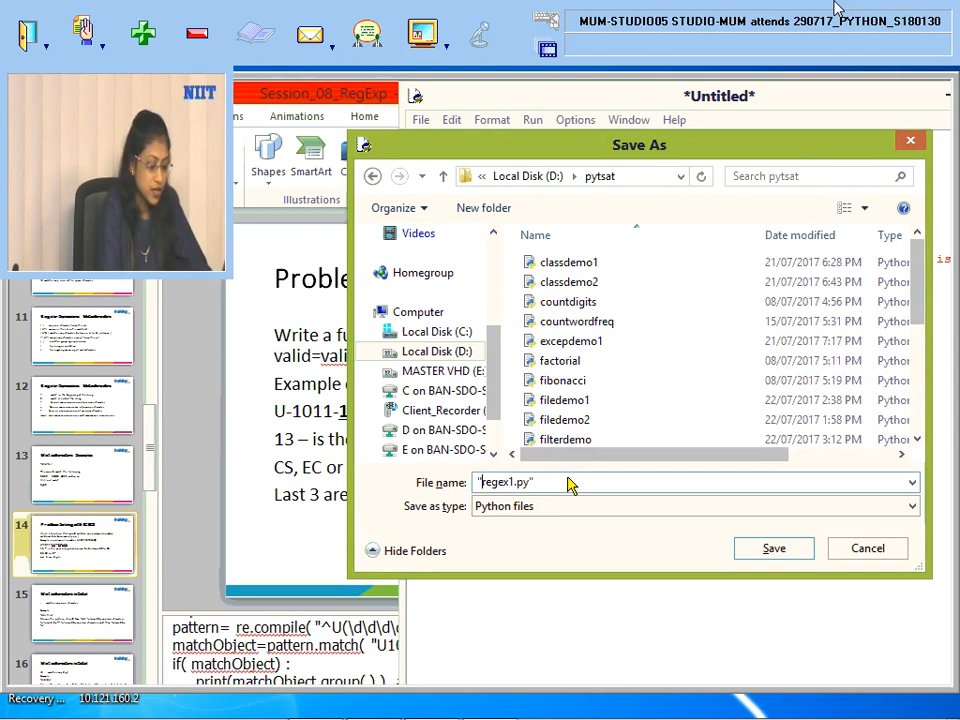 MUM-STUDIO05 STUDIO-MUM attends 290717_PYTHON_S180130
NIIT
Session_08_RegExp -
ns Animations Home
Shapes SmartArt
Illustrations
*Untitled*
File Edit Format Run Options Window Help
Save As
« Local Disk (D:) pytsat
Search pytsat
Organize New folder
Videos
Homegroup
Computer
Local Disk (C:)
Local Disk (D:)
MASTER VHD (E:
C on BAN-SDO-S
Client_Recorder (
D on BAN-SDO-S
E on BAN-SDO-S
Name Date modified Type
classdemo1 21/07/2017 6:28 PM Python
classdemo2 21/07/2017 6:43 PM Python
countdigits 08/07/2017 4:56 PM Python
countwordfreq 15/07/2017 5:31 PM Python
excepdemo1 21/07/2017 7:17 PM Python
factorial 08/07/2017 4:21 PM Python
fibonacci 08/07/2017 5:19 PM Python
filedemo1 22/07/2017 2:38 PM Python
filedemo2 22/07/2017 1:58 PM Python
filterdemo 22/07/2017 3:12 PM Python
File name: "regex1.py"
Save as type: Python files
Hide Folders
Save Cancel
is
Proble
Write a fu
valid=vali
Example
U-1011-1
13 – is the
CS, EC or
Last 3 are
11
12
13
14
15
16
pattern= re.compile( "^U(\d\d\d\
matchObject=pattern.match( "U10
if( matchObject) :
print(matchObject.group( ) )
Recovery ... 10.121.160.2